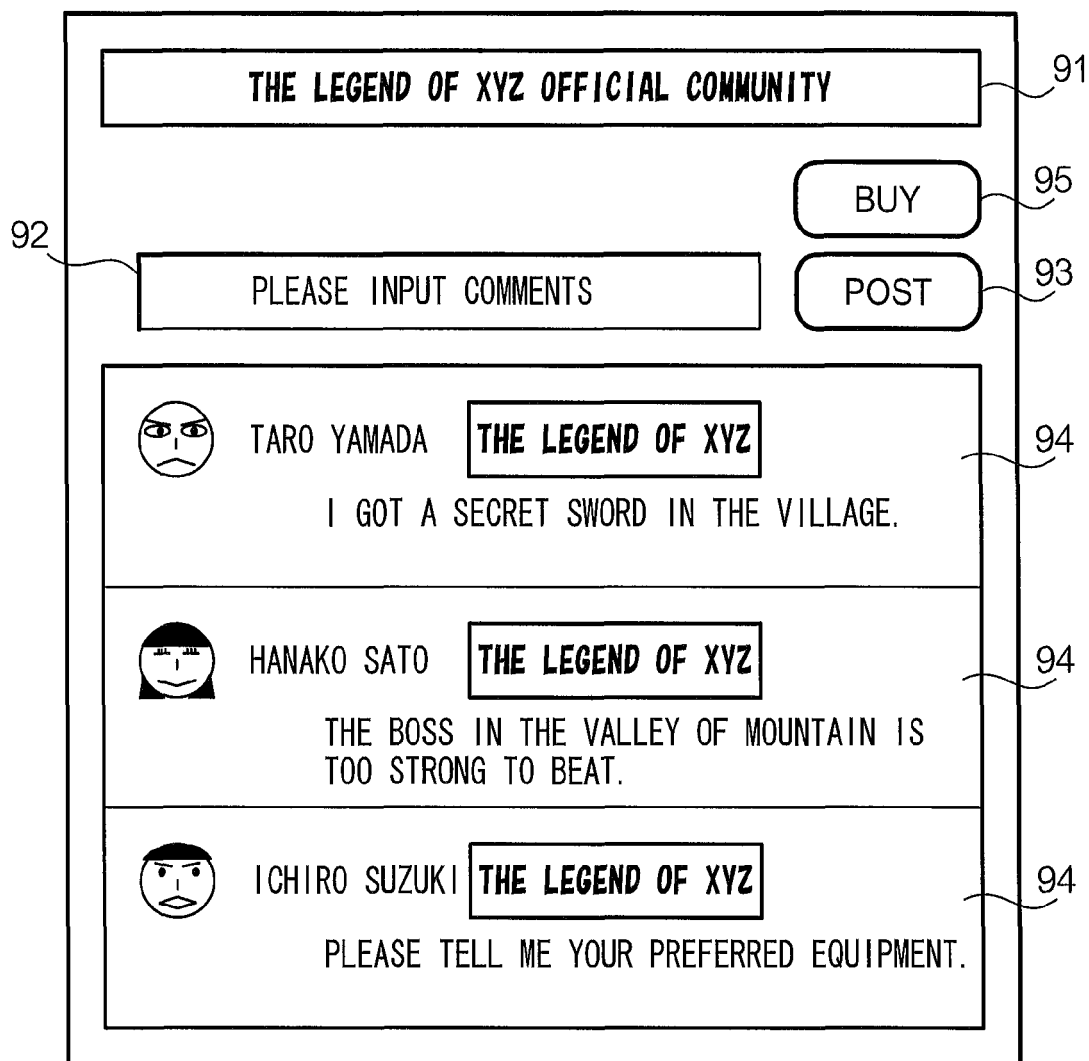 THE LEGEND OF XYZ OFFICIAL COMMUNITY
91
BUY
95
92
PLEASE INPUT COMMENTS
POST
93
TARO YAMADA THE LEGEND OF XYZ
94
I GOT A SECRET SWORD IN THE VILLAGE.
HANAKO SATO THE LEGEND OF XYZ
94
THE BOSS IN THE VALLEY OF MOUNTAIN IS
TOO STRONG TO BEAT.
ICHIRO SUZUKI THE LEGEND OF XYZ
94
PLEASE TELL ME YOUR PREFERRED EQUIPMENT.